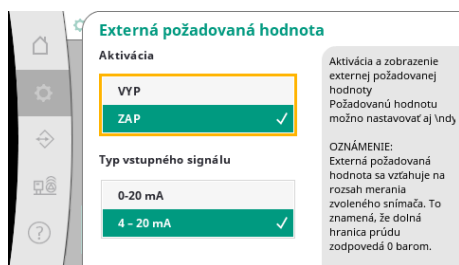 Externá požadovaná hodnota
Aktivácia
VYP
ZAP
Typ vstupného signálu
0-20 mA
4 – 20 mA
Aktivácia a zobrazenie
externej požadovanej
hodnoty
Požadovanú hodnotu
možno nastavovať aj \ndy
OZNÁMENIE:
Externá požadovaná
hodnota sa vzťahuje na
rozsah merania
zvoleného snímača. To
znamená, že dolná
hranica prúdu
zodpovedá 0 barom.